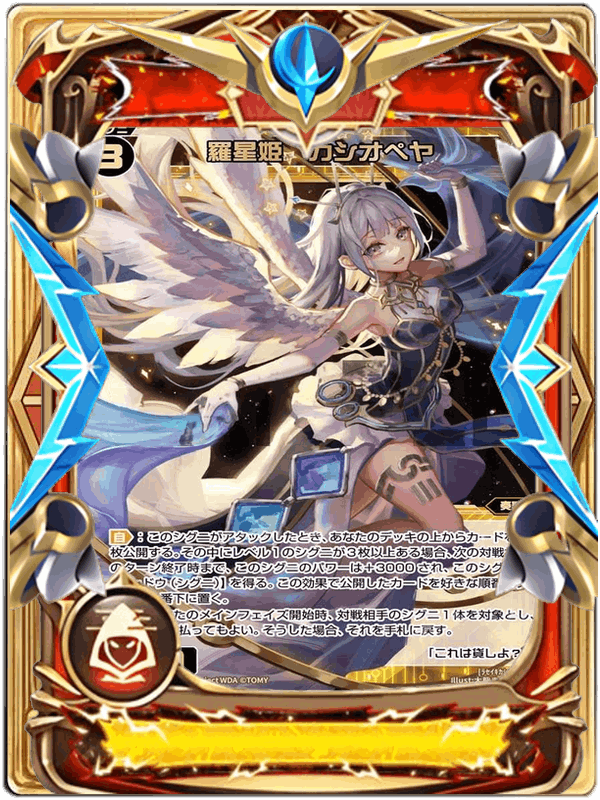 3
羅星姫 カシオペヤ
自：このシグニがアタックしたとき、あなたのデッキの上からカードを
枚公開する。その中にレベル１のシグニが３枚以上ある場合、次の対戦
のターン終了時まで、このシグニのパワーは＋3000され、このシグ
ドウ（シグニ）】を得る。この効果で公開したカードを好きな順番
番下に置く。
たのメインフェイズ開始時、対戦相手のシグニ１体を対象とし、
払ってもよい。そうした場合、それを手札に戻す。
「これは貸しよ？
ject WDA ©TOMY
Illust.